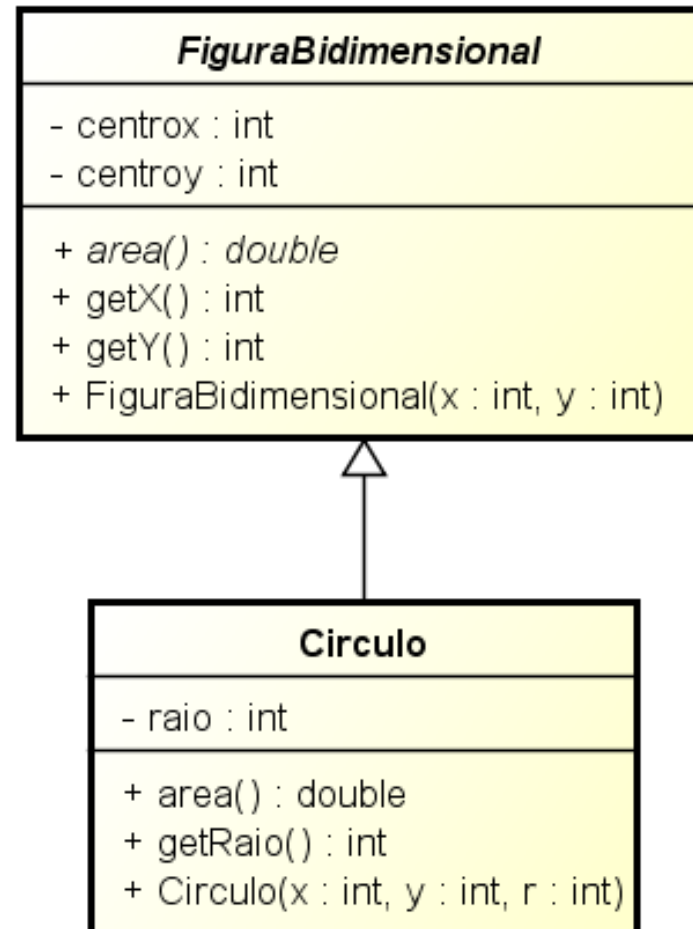 FiguraBidimensional
- centrox : int
- centroy : int
+ area() : double
+ getX() : int
+ getY() : int
+ FiguraBidimensional(x : int, y : int)
Circulo
- raio : int
+ area() : double
+ getRaio() : int
+ Circulo(x : int, y : int, r : int)